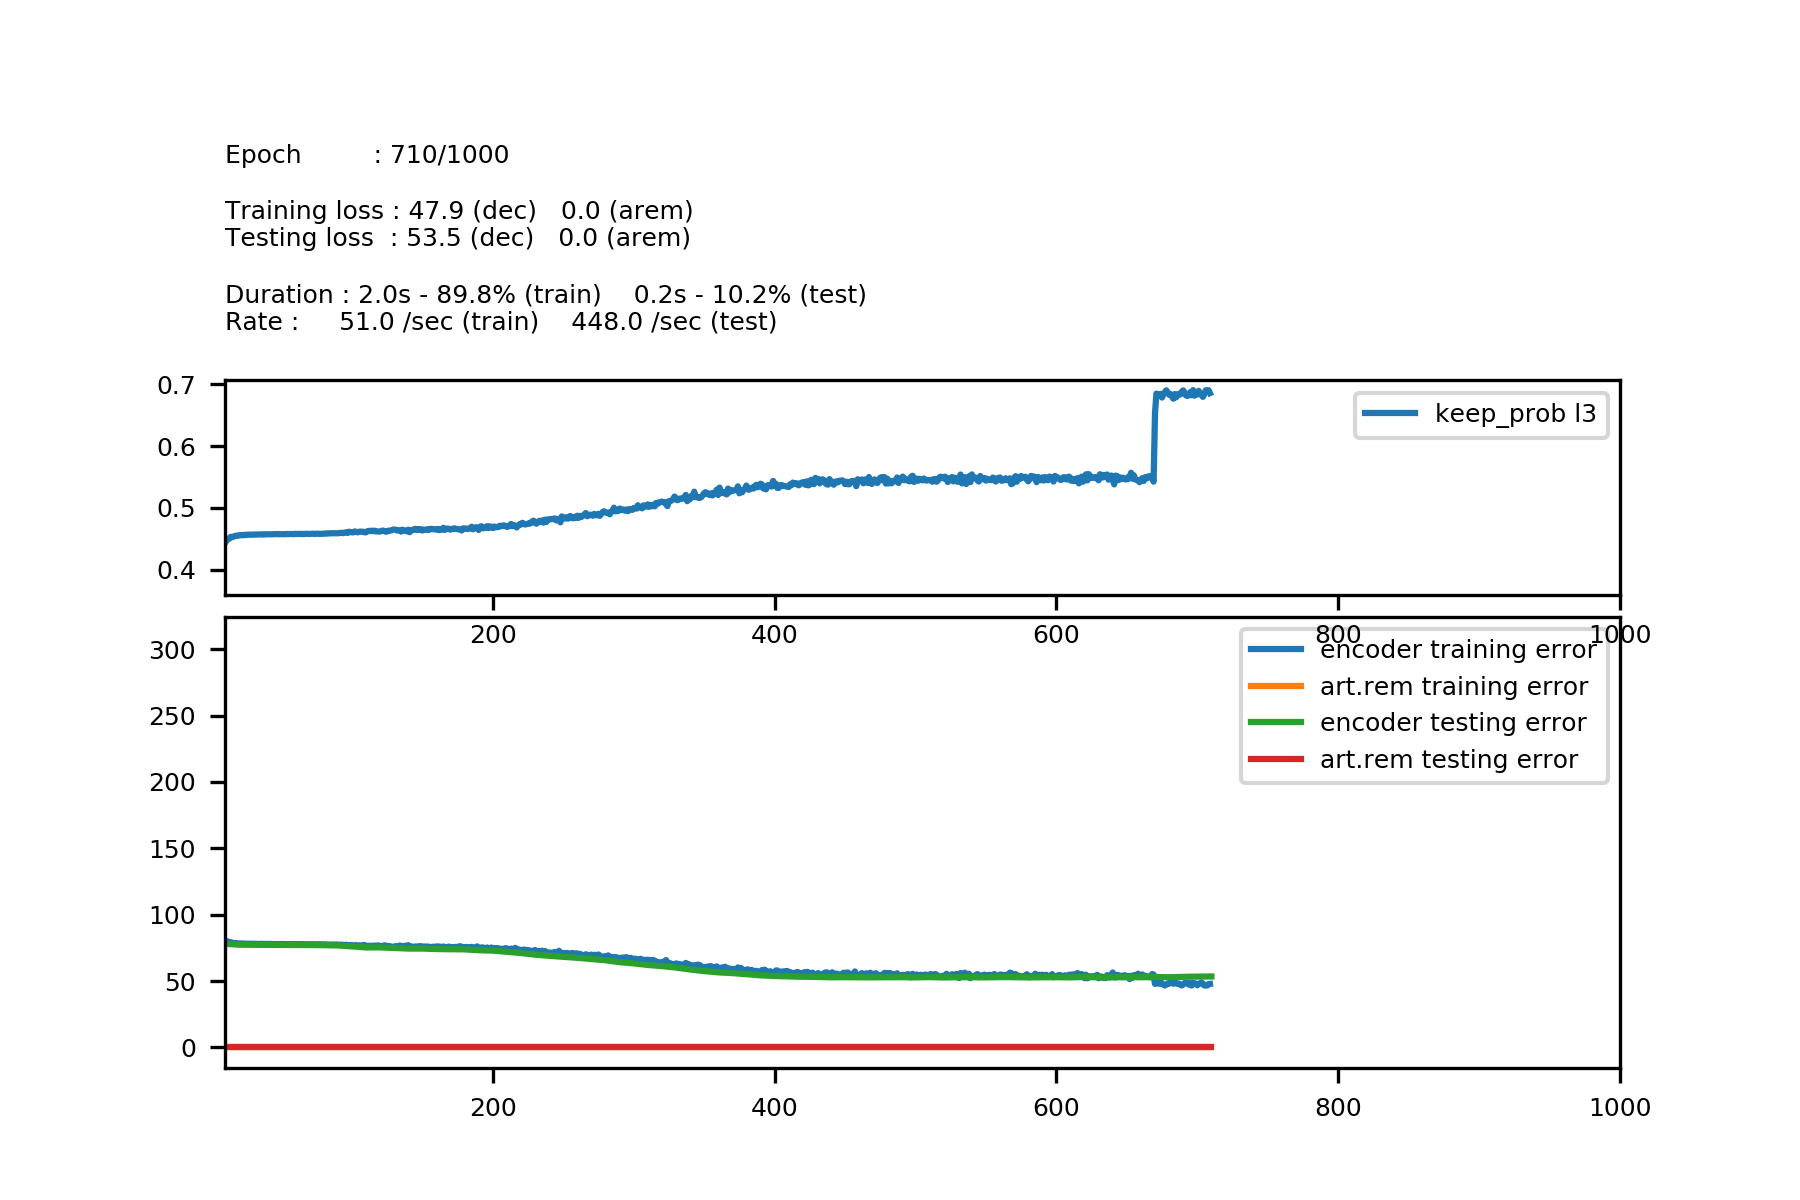 Epoch : 710/1000
Training loss : 47.9 (dec) 0.0 (arem)
Testing loss : 53.5 (dec) 0.0 (arem)
Duration : 2.0s - 89.8% (train) 0.2s - 10.2% (test)
Rate : 51.0 /sec (train) 448.0 /sec (test)
0.7
0.6
0.5
0.4
keep_prob l3
200 400 600 800 1000
300
250
200
150
100
50
0
encoder training error
art.rem training error
encoder testing error
art.rem testing error
200 400 600 800 1000